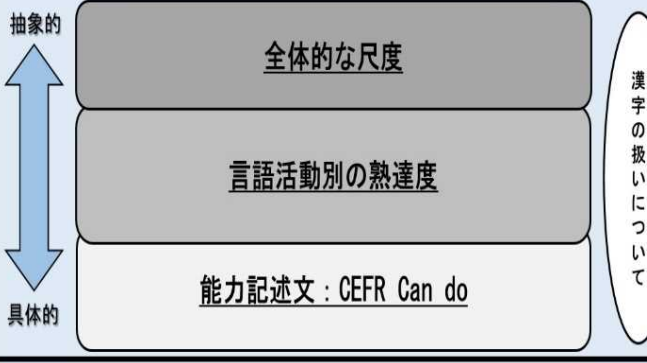 抽象的
全体的な尺度
言語活動別の熟達度
能力記述文：CEFR Can do
具体的
漢字の扱いについて